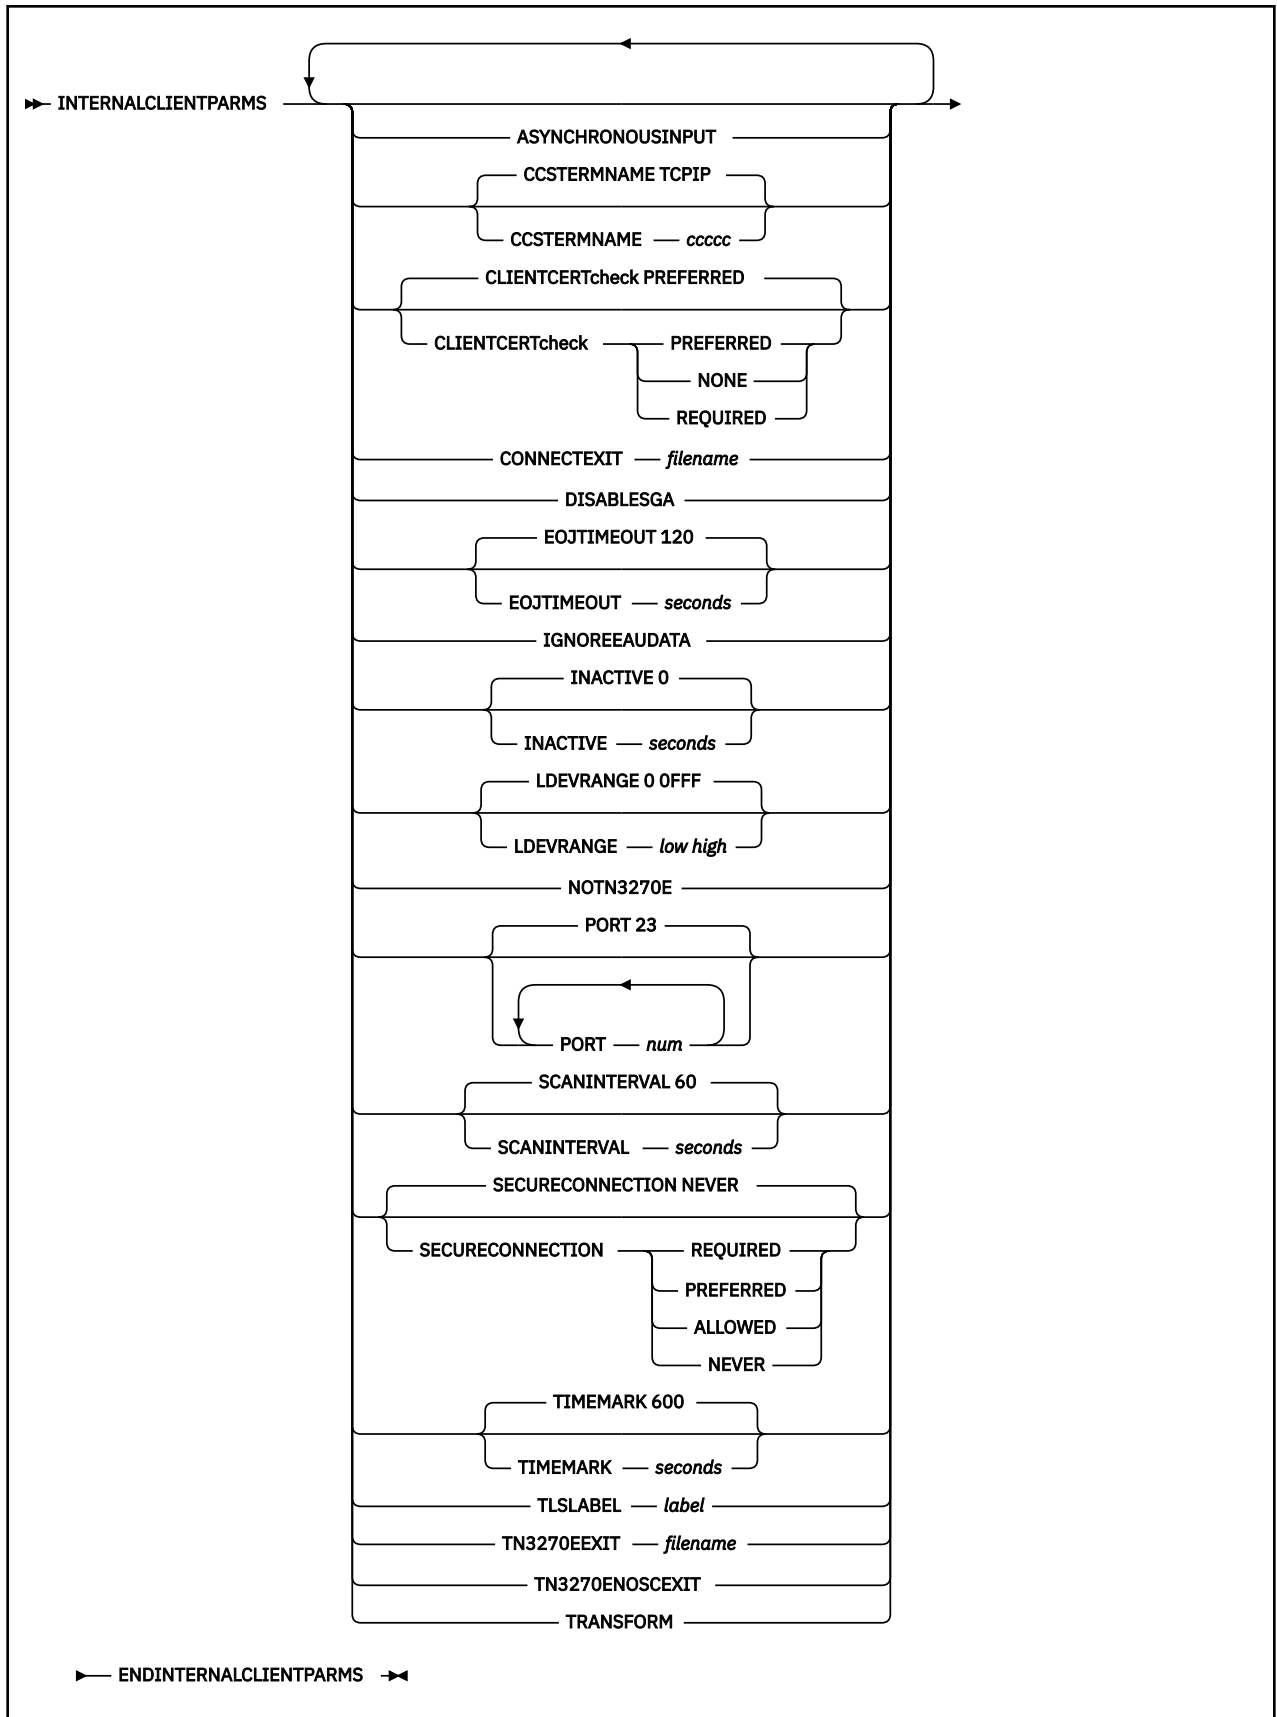 INTERNALCLIENTPARMS
ASYNCHRONOUSINPUT
CCSTERMNAME TCPIP
CCSTERMNAME ccccc
CLIENTCERTcheck PREFERRED
CLIENTCERTcheck PREFERRED
NONE
REQUIRED
CONNECTEXIT filename
DISABLESGA
EOJTIMEOUT 120
EOJTIMEOUT seconds
IGNOREEAUDATA
INACTIVE 0
INACTIVE seconds
LDEVRANGE 0 0FFF
LDEVRANGE low high
NOTN3270E
PORT 23
PORT num
SCANINTERVAL 60
SCANINTERVAL seconds
SECURECONNECTION NEVER
SECURECONNECTION REQUIRED
PREFERRED
ALLOWED
NEVER
TIMEMARK 600
TIMEMARK seconds
TLSLABEL label
TN3270EEXIT filename
TN3270ENOSCEXIT
TRANSFORM
ENDINTERNALCLIENTPARMS